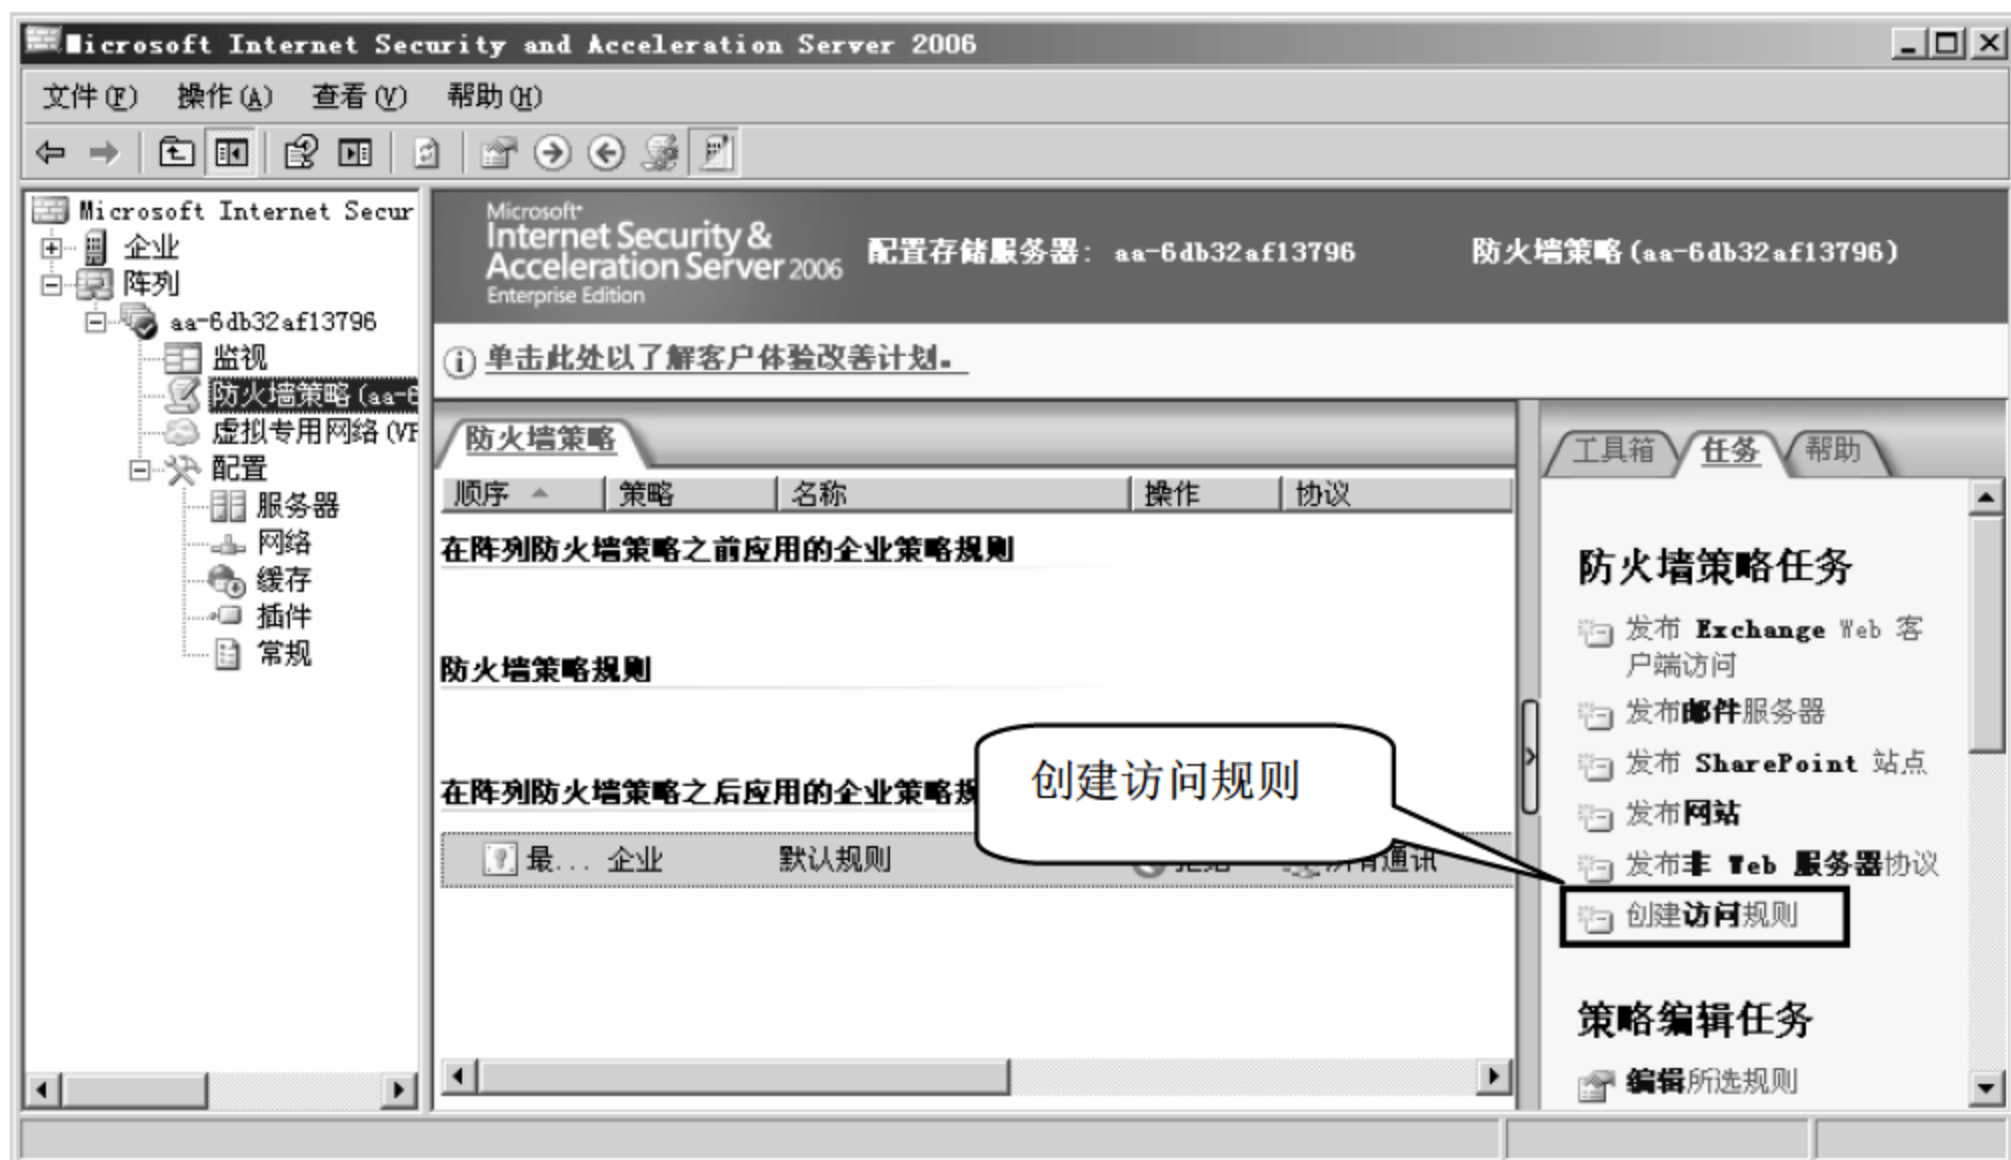 Microsoft Internet Security and Acceleration Server 2006
文件(F) 操作(A) 查看(V) 帮助(H)
Microsoft Internet Secur
企业
阵列
aa-6db32af13796
监视
防火墙策略(aa-6
虚拟专用网络(VP
配置
服务器
网络
缓存
插件
常规
Microsoft
Internet Security &
Acceleration Server 2006
Enterprise Edition
配置存储服务器: aa-6db32af13796
防火墙策略(aa-6db32af13796)
单击此处以了解客户体验改善计划。
防火墙策略
顺序 策略 名称 操作 协议
在阵列防火墙策略之前应用的企业策略规则
防火墙策略规则
在阵列防火墙策略之后应用的企业策略规
最... 企业 默认规则 拒绝 所有通讯
创建访问规则
工具箱 任务 帮助
防火墙策略任务
发布 Exchange Web 客
户端访问
发布邮件服务器
发布 SharePoint 站点
发布网站
发布非 Web 服务器协议
创建访问规则
策略编辑任务
编辑所选规则